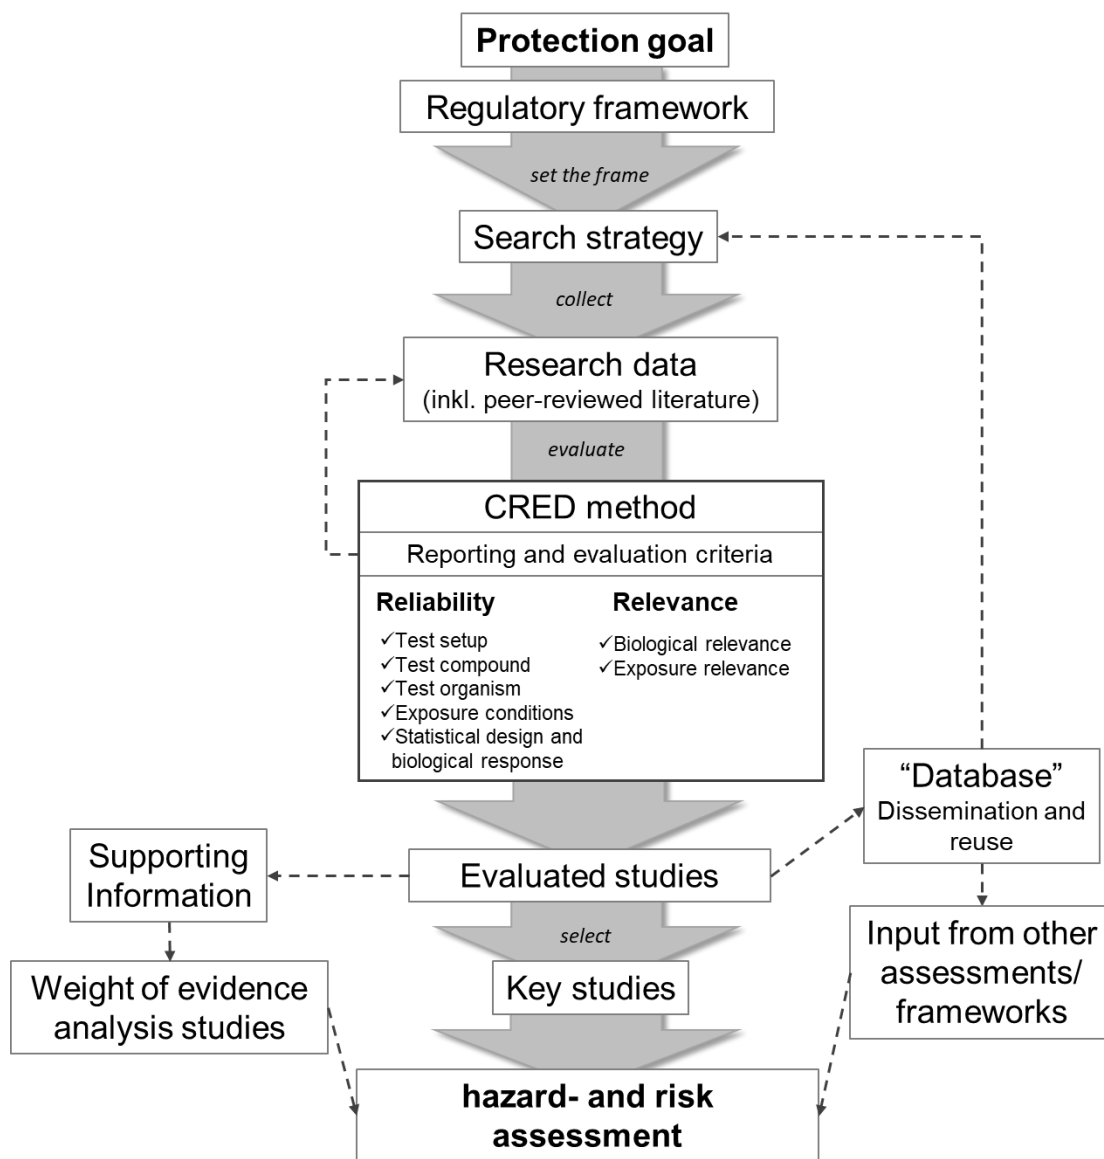 Protection goal
Regulatory framework
set the frame
Search strategy
collect
Research data
(inkl. peer-reviewed literature)
evaluate
CRED method
Reporting and evaluation criteria
Reliability
✓Test setup
✓Test compound
✓Test organism
✓Exposure conditions
✓Statistical design and
biological response
Relevance
✓Biological relevance
✓Exposure relevance
“Database”
Dissemination and
reuse
Supporting
Information
Evaluated studies
select
Input from other
assessments/
frameworks
Weight of evidence
analysis studies
Key studies
hazard- and risk
assessment